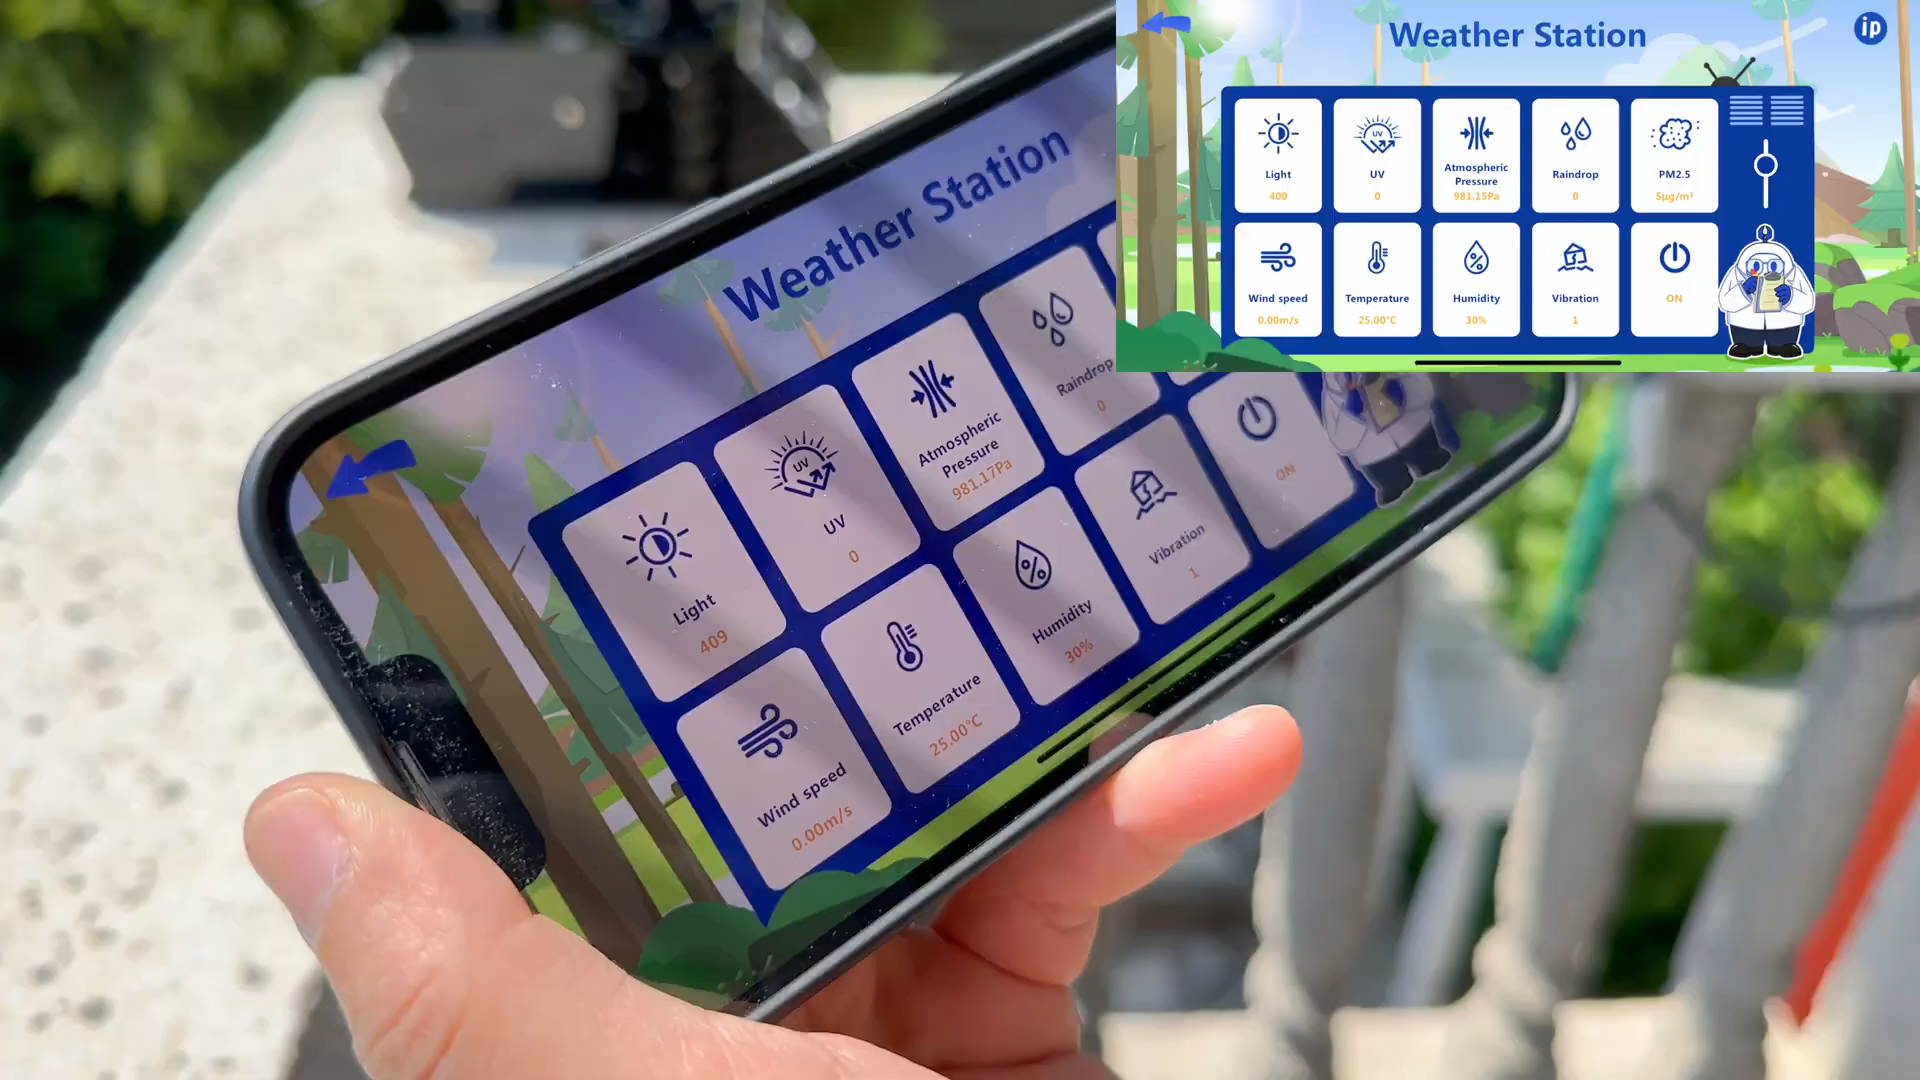 Weather Station
ip
Light
400
UV
UV
0
Atmospheric
Pressure
981.15Pa
Raindrop
0
PM2.5
5µg/m³
Wind speed
0.00m/s
Temperature
25.00°C
%
Humidity
30%
Vibration
1
ON
Weather Station
Light
409
UV
UV
0
Atmospheric
Pressure
981.17Pa
Raindrop
0
Wind speed
0.00m/s
Temperature
25.00°C
%
Humidity
30%
Vibration
1
ON